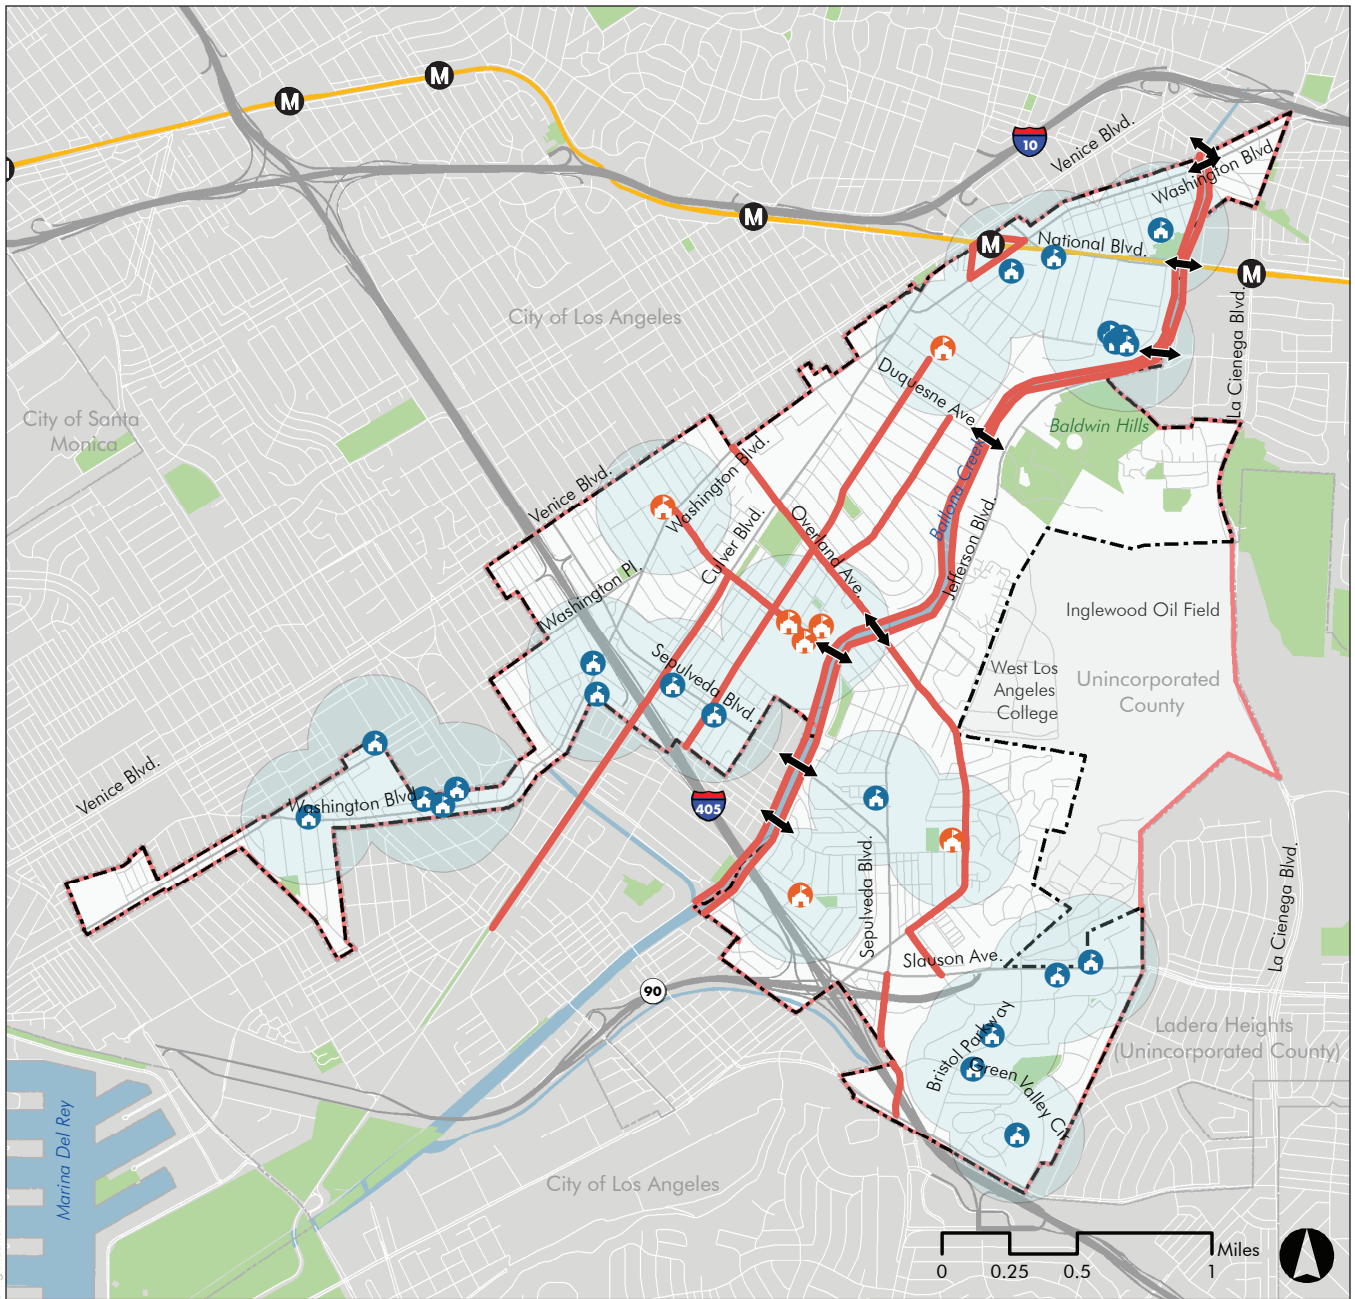 M
M
10
Venice Blvd.
Washington Blvd.
M
M
National Blvd.
M
City of Los Angeles
La Cienega Blvd.
Duquesne Ave.
City of Santa
Monica
Baldwin Hills
Washington Blvd.
Venice Blvd.
Ballona Creek
Culver Blvd.
Overland Ave.
Jefferson Blvd.
Washington Pl.
Inglewood Oil Field
West Los
Angeles
College
Unincorporated
County
Sepulveda Blvd.
Venice Blvd.
Washington Blvd.
405
Sepulveda Blvd.
La Cienega Blvd.
Slauson Ave.
90
Bristol Parkway
Ladera Heights
(Unincorporated County)
Green Valley Cir
Marina Del Rey
City of Los Angeles
Miles
0 0.25 0.5 1